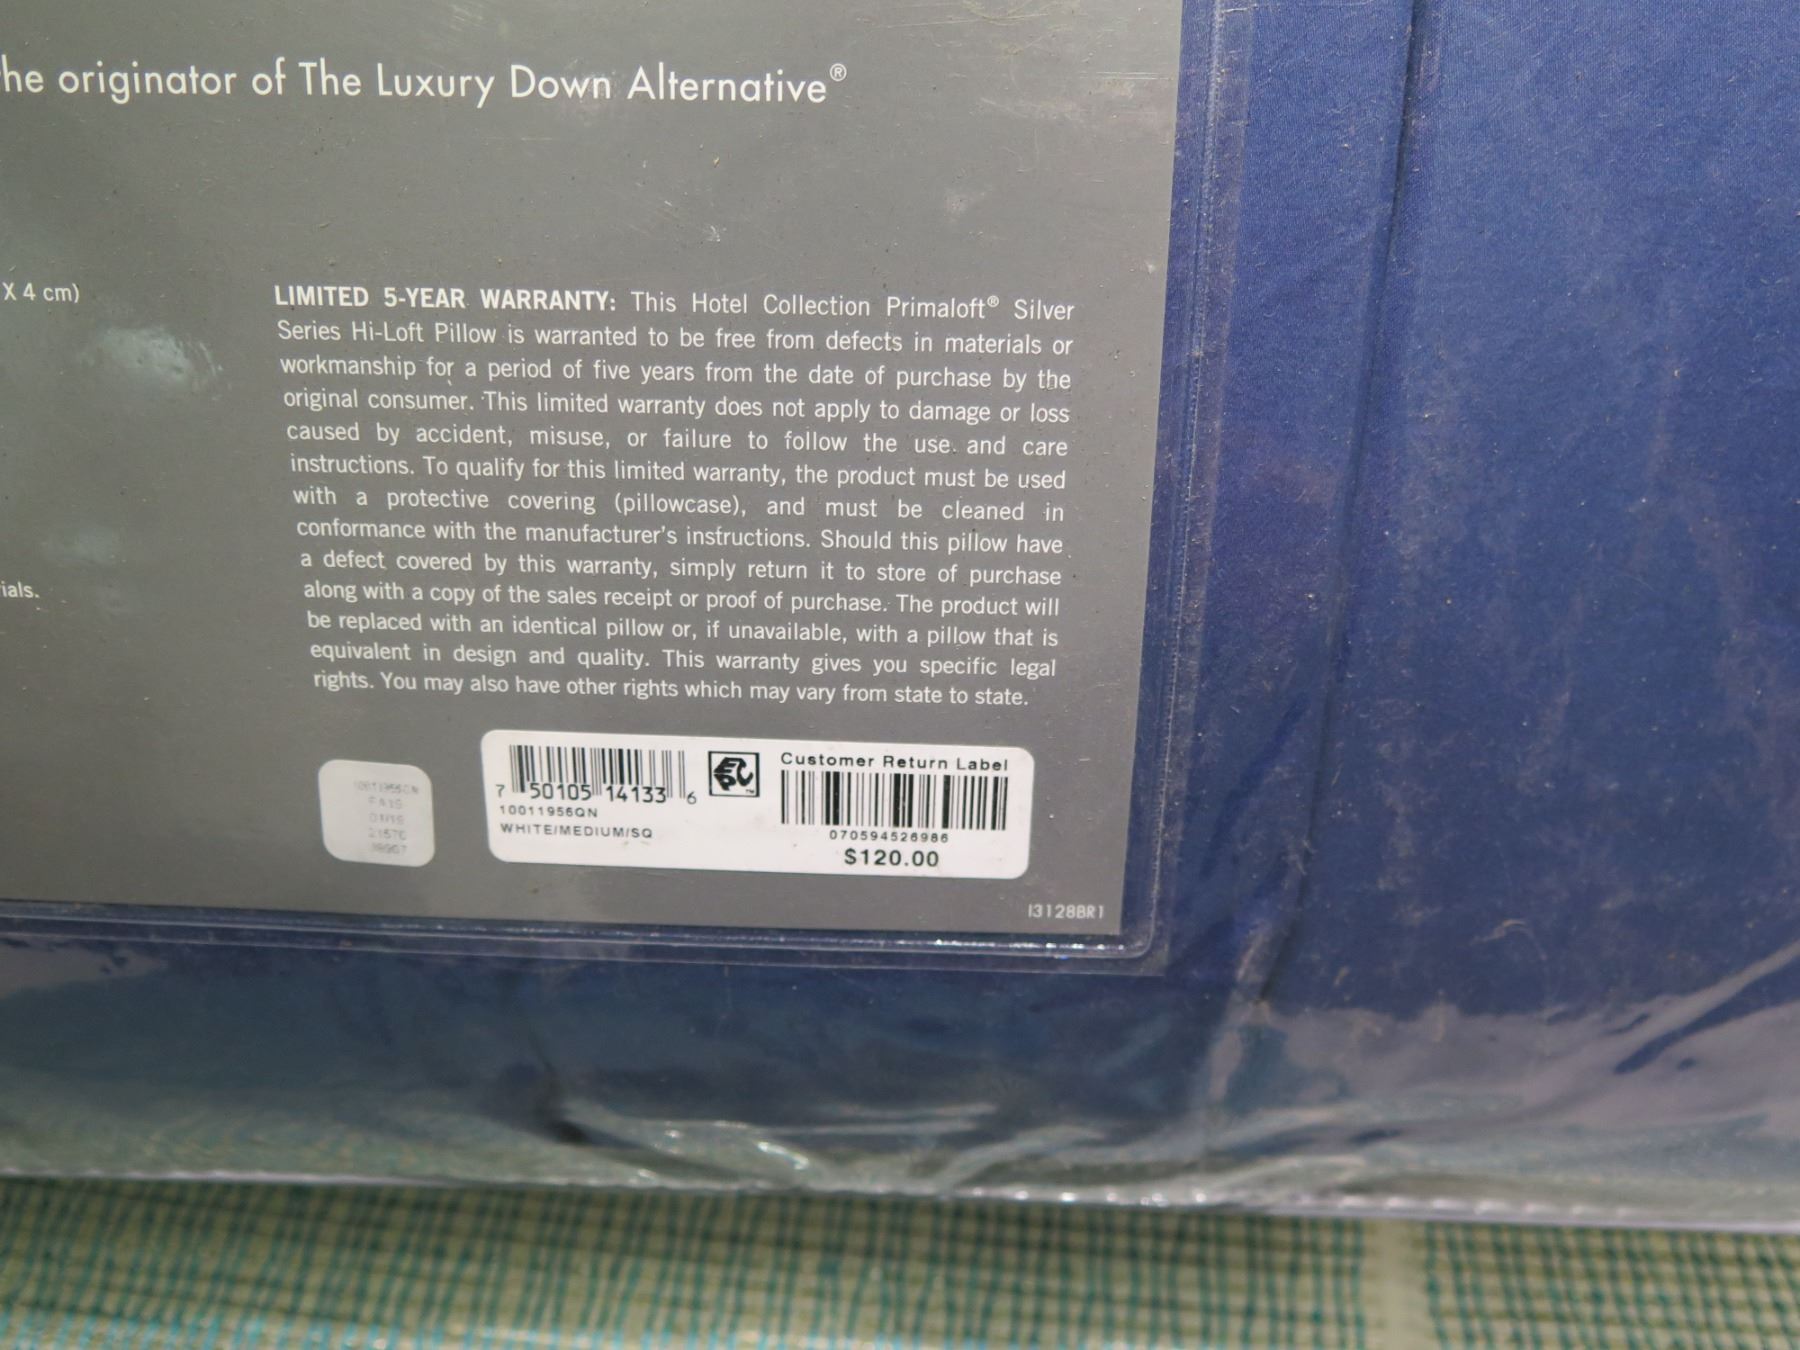 he originator of The Luxury Down Alternative®
X 4 cm)
LIMITED 5-YEAR WARRANTY: This Hotel Collection Primaloft® Silver
Series Hi-Loft Pillow is warranted to be free from defects in materials or
workmanship for a period of five years from the date of purchase by the
original consumer. This limited warranty does not apply to damage or loss
caused by accident, misuse, or failure to follow the use and care
instructions. To qualify for this limited warranty, the product must be used
with a protective covering (pillowcase), and must be cleaned in
conformance with the manufacturer's instructions. Should this pillow have
a defect covered by this warranty, simply return it to store of purchase
along with a copy of the sales receipt or proof of purchase. The product will
be replaced with an identical pillow or, if unavailable, with a pillow that is
equivalent in design and quality. This warranty gives you specific legal
rights. You may also have other rights which may vary from state to state.
ials.
7 50105 14133 6
10011956QN
WHITE/MEDIUM/SQ
Customer Return Label
070594526986
$120.00
I3128BR1